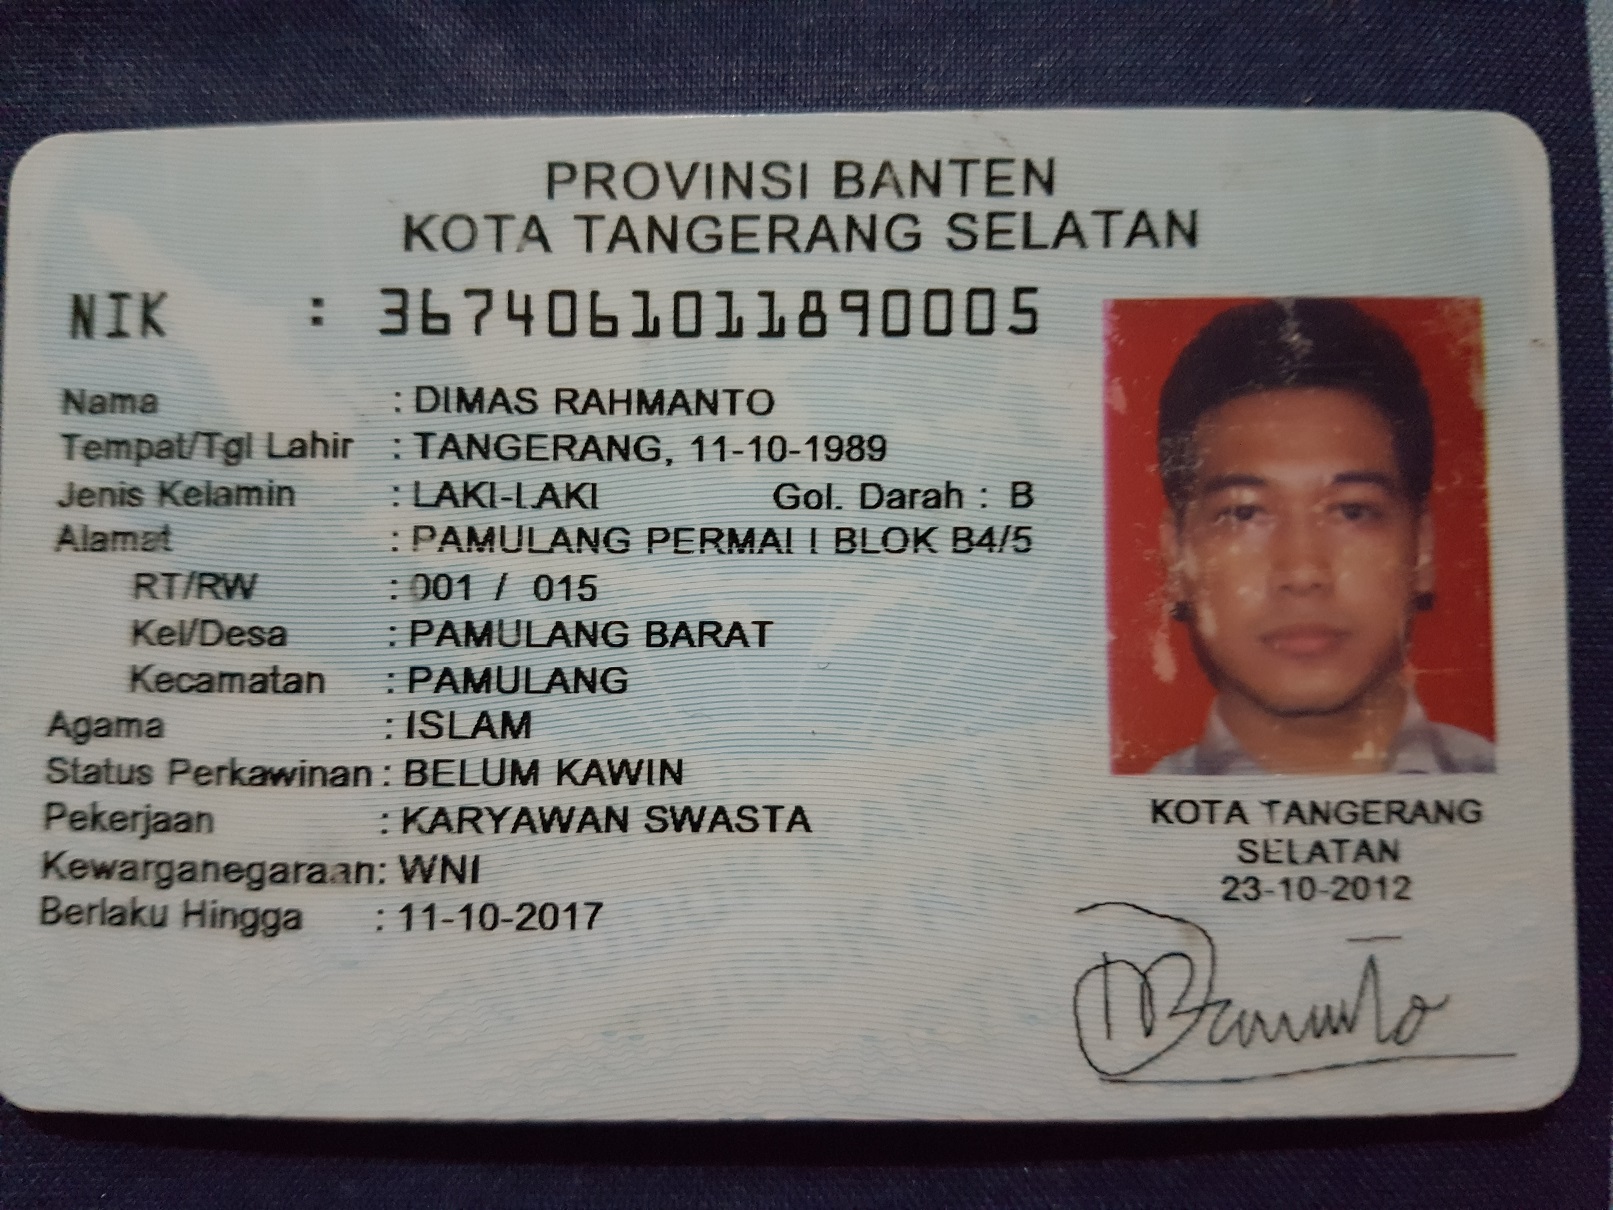 PROVINSI BANTEN
KOTA TANGERANG SELATAN
NIK : 3674061011890005
Nama : DIMAS RAHMANTO
Tempat/Tgl Lahir : TANGERANG, 11-10-1989
Jenis Kelamin : LAKI-LAKI Gol. Darah : B
Alamat : PAMULANG PERMAI I BLOK B4/5
RT/RW : 001 / 015
Kel/Desa : PAMULANG BARAT
Kecamatan : PAMULANG
Agama : ISLAM
Status Perkawinan : BELUM KAWIN
Pekerjaan : KARYAWAN SWASTA
Kewarganegaraan: WNI
Berlaku Hingga : 11-10-2017
KOTA TANGERANG
SELATAN
23-10-2012